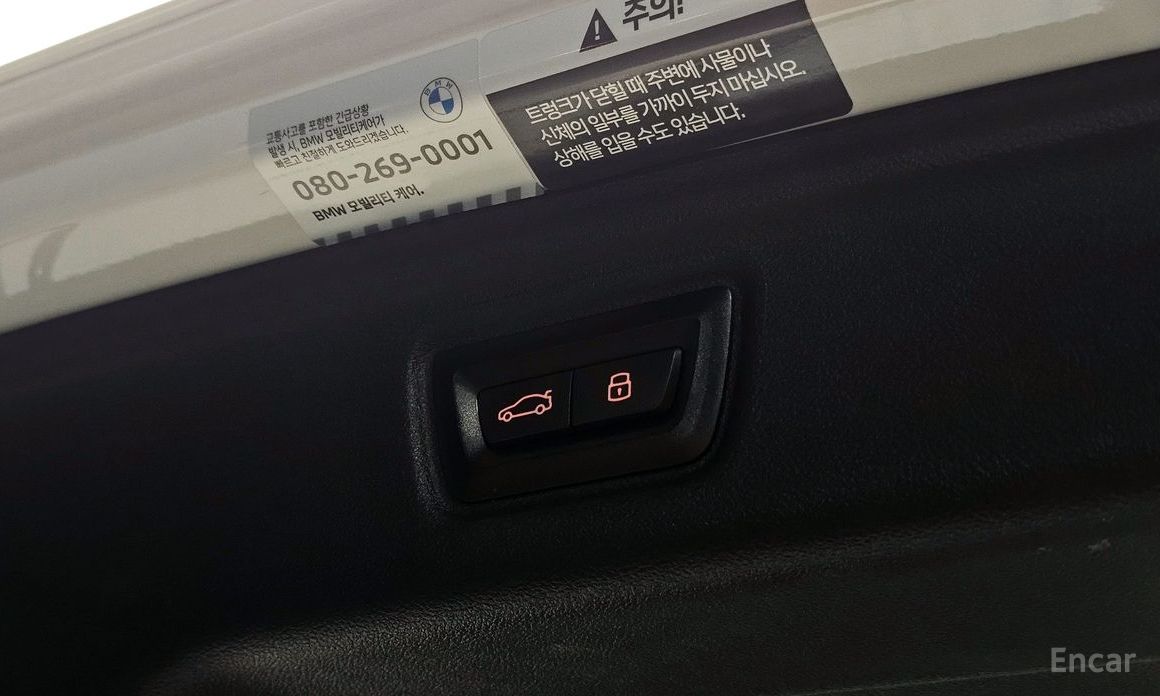 교통사고를 포함한 긴급상황
발생 시, BMW 모빌리티케어가
빠르고 친절하게 도와드리겠습니다.
080-269-0001
BMW 모빌리티 케어.
BMW
주의!
트렁크가 닫힐 때 주변에 사물이나
신체의 일부를 가까이 두지 마십시오.
상해를 입을 수도 있습니다.
Encar